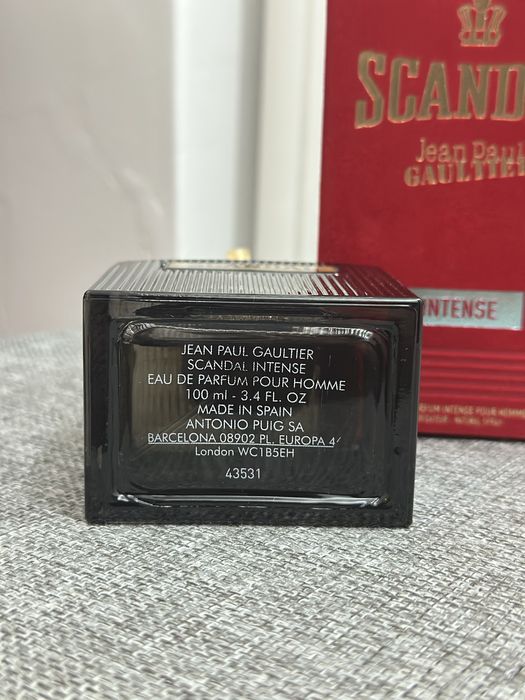 SCAND
Jean Paul
GAULTIER
INTENSE
JEAN PAUL GAULTIER
SCANDAL INTENSE
EAU DE PARFUM POUR HOMME
100 ml - 3.4 FL. OZ
MADE IN SPAIN
ANTONIO PUIG SA
BARCELONA 08902 PL. EUROPA 4
London WC1B5EH
43531